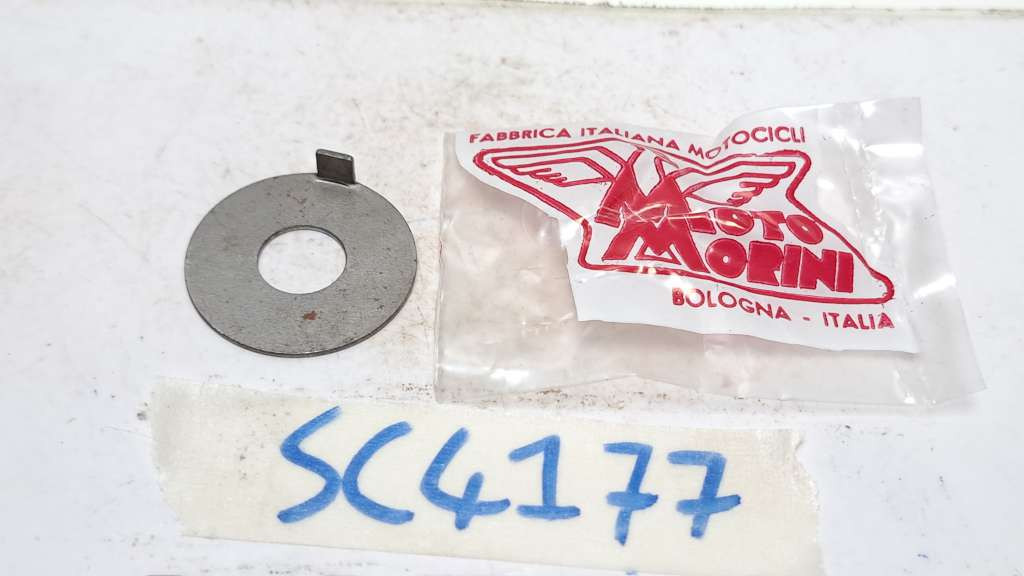 FABBRICA ITALIANA MOTOCICLI
MOTO
MORINI
BOLOGNA - ITALIA
SC4177